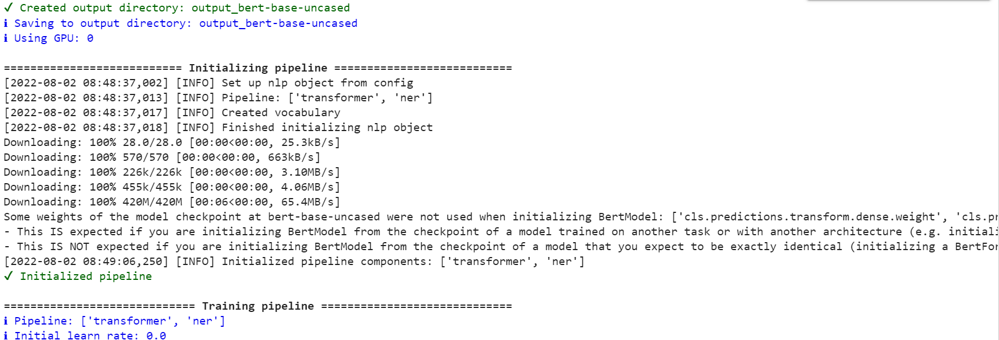 ✓ Created output directory: output_bert-base-uncased
ℹ Saving to output directory: output_bert-base-uncased
ℹ Using GPU: 0
=========================== Initializing pipeline ===========================
[2022-08-02 08:48:37,002] [INFO] Set up nlp object from config
[2022-08-02 08:48:37,013] [INFO] Pipeline: ['transformer', 'ner']
[2022-08-02 08:48:37,017] [INFO] Created vocabulary
[2022-08-02 08:48:37,018] [INFO] Finished initializing nlp object
Downloading: 100% 28.0/28.0 [00:00<00:00, 25.3kB/s]
Downloading: 100% 570/570 [00:00<00:00, 663kB/s]
Downloading: 100% 226k/226k [00:00<00:00, 3.10MB/s]
Downloading: 100% 455k/455k [00:00<00:00, 4.06MB/s]
Downloading: 100% 420M/420M [00:06<00:00, 65.4MB/s]
Some weights of the model checkpoint at bert-base-uncased were not used when initializing BertModel: ['cls.predictions.transform.dense.weight', 'cls.pr
- This IS expected if you are initializing BertModel from the checkpoint of a model trained on another task or with another architecture (e.g. initiali
- This IS NOT expected if you are initializing BertModel from the checkpoint of a model that you expect to be exactly identical (initializing a BertFor
[2022-08-02 08:49:06,250] [INFO] Initialized pipeline components: ['transformer', 'ner']
✓ Initialized pipeline
============================= Training pipeline =============================
ℹ Pipeline: ['transformer', 'ner']
ℹ Initial learn rate: 0.0